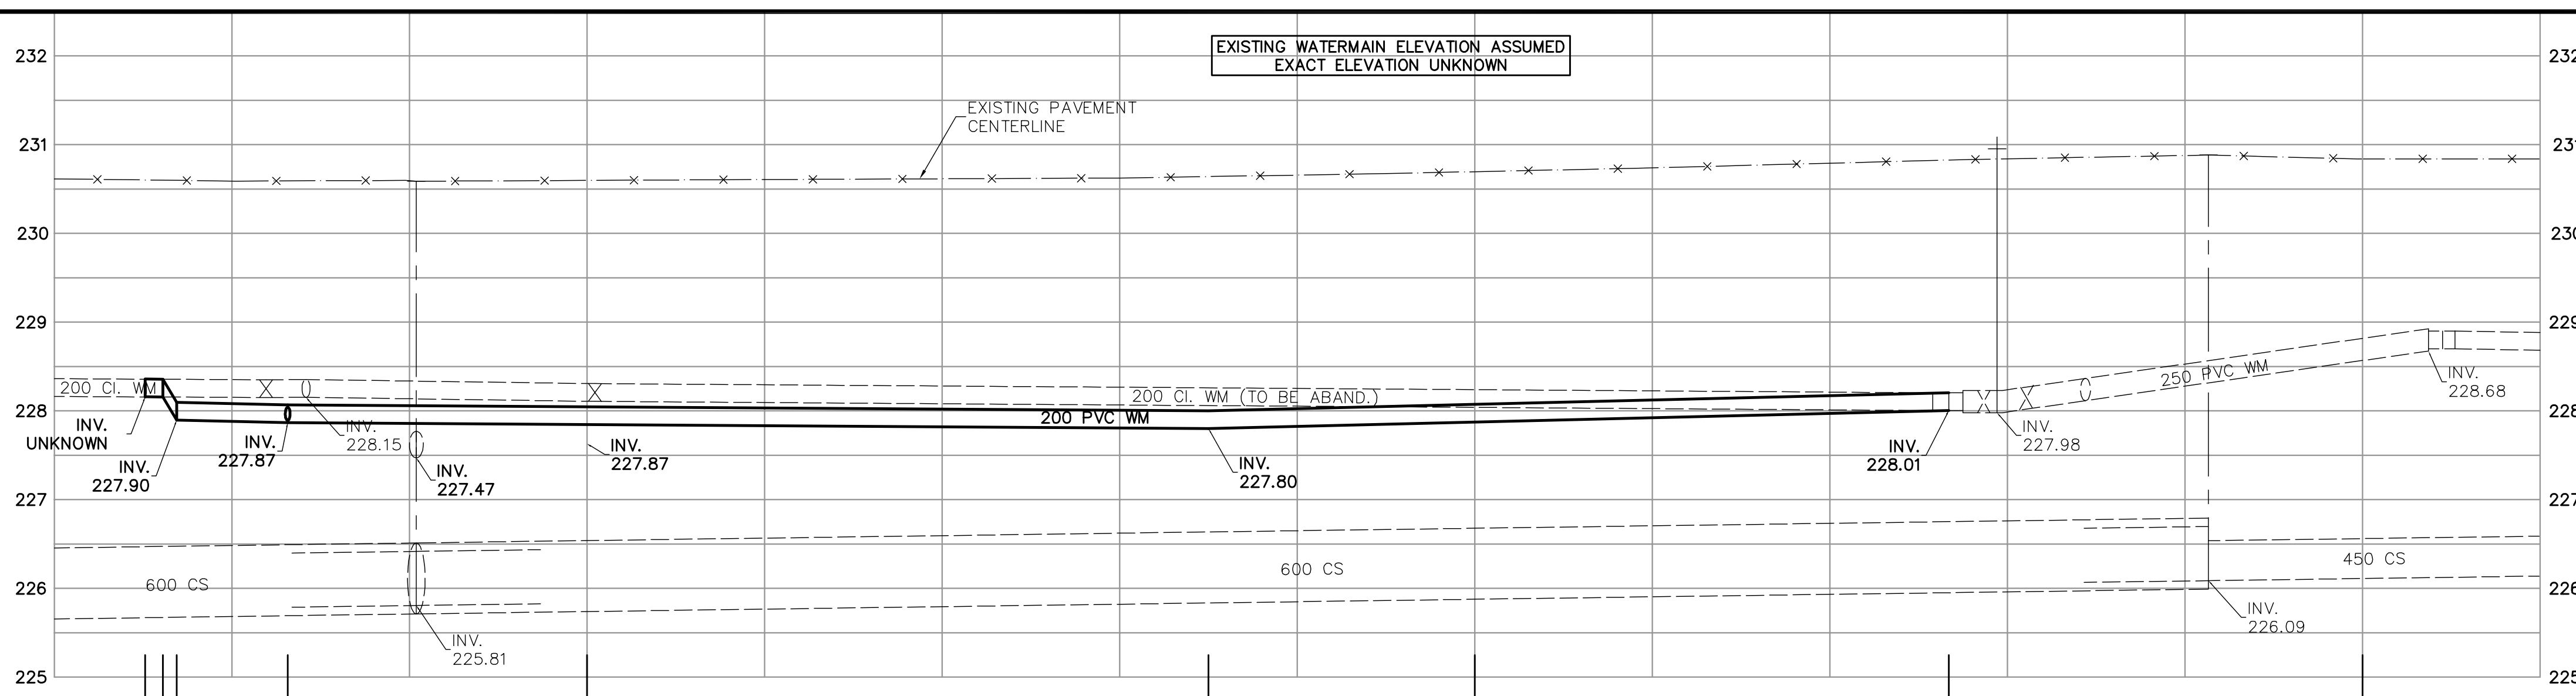 EXISTING WATERMAIN ELEVATION ASSUMED
EXACT ELEVATION UNKNOWN
232
232
EXISTING PAVEMENT
CENTERLINE
231
231
230
230
229
229
200 CI. WM
200 CI. WM (TO BE ABAND.)
250 PVC WM
INV.
228.68
228
228
200 PVC WM
INV.
UNKNOWN
INV.
227.90
INV.
227.87
INV.
228.15
INV.
227.47
INV.
227.87
INV.
227.80
INV.
228.01
INV.
227.98
227
227
600 CS
600 CS
450 CS
226
226
INV.
225.81
INV.
226.09
225
225